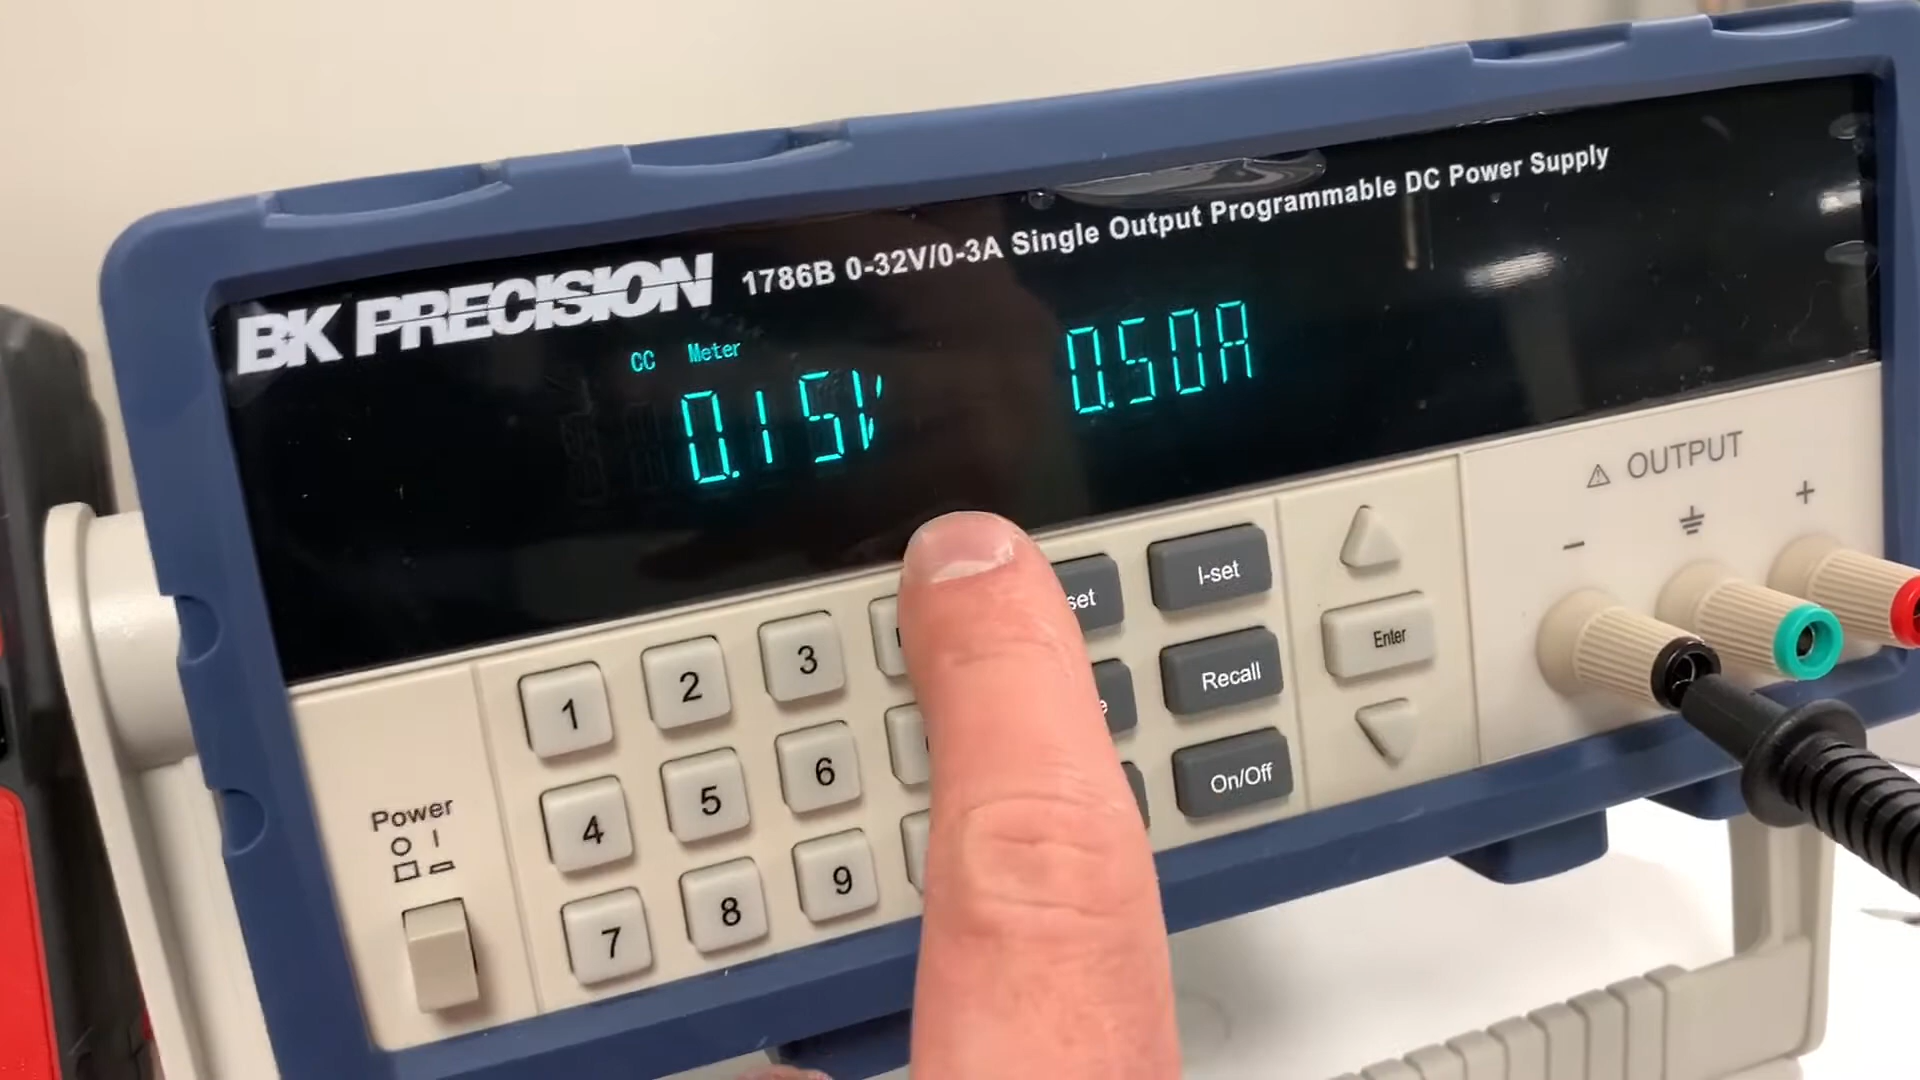 BK PRECISION
1786B 0-32V/0-3A Single Output Programmable DC Power Supply
CC Meter
0.15V
0.50A
OUTPUT
- +
1 2 3
set
I-set
Enter
4 5 6
Recall
7 8 9
On/Off
Power
O I